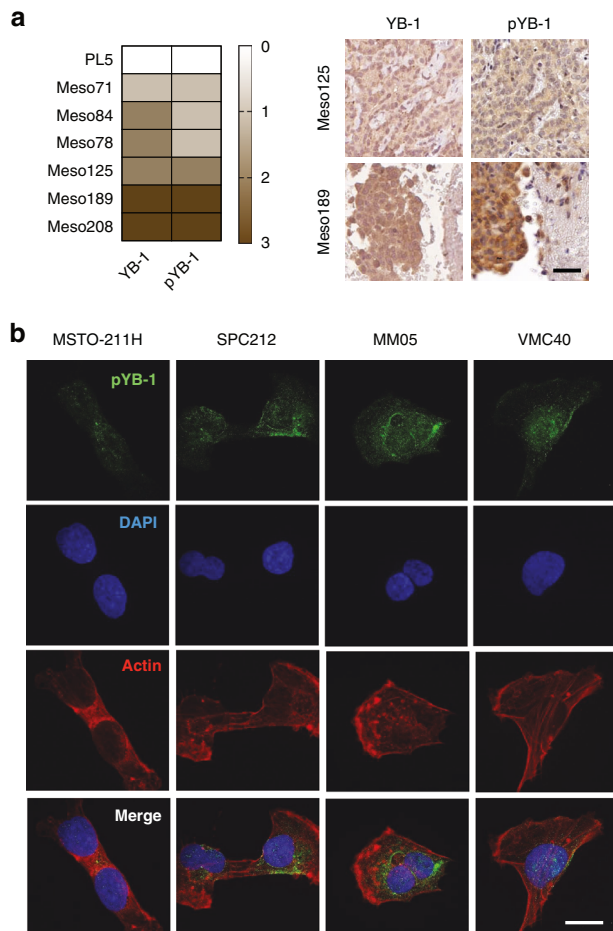 a
PL5
Meso71
Meso84
Meso78
Meso125
Meso189
Meso208
YB-1
pYB-1
0
1
2
3
YB-1
pYB-1
Meso125
Meso189
b
MSTO-211H
SPC212
MM05
VMC40
pYB-1
DAPI
Actin
Merge